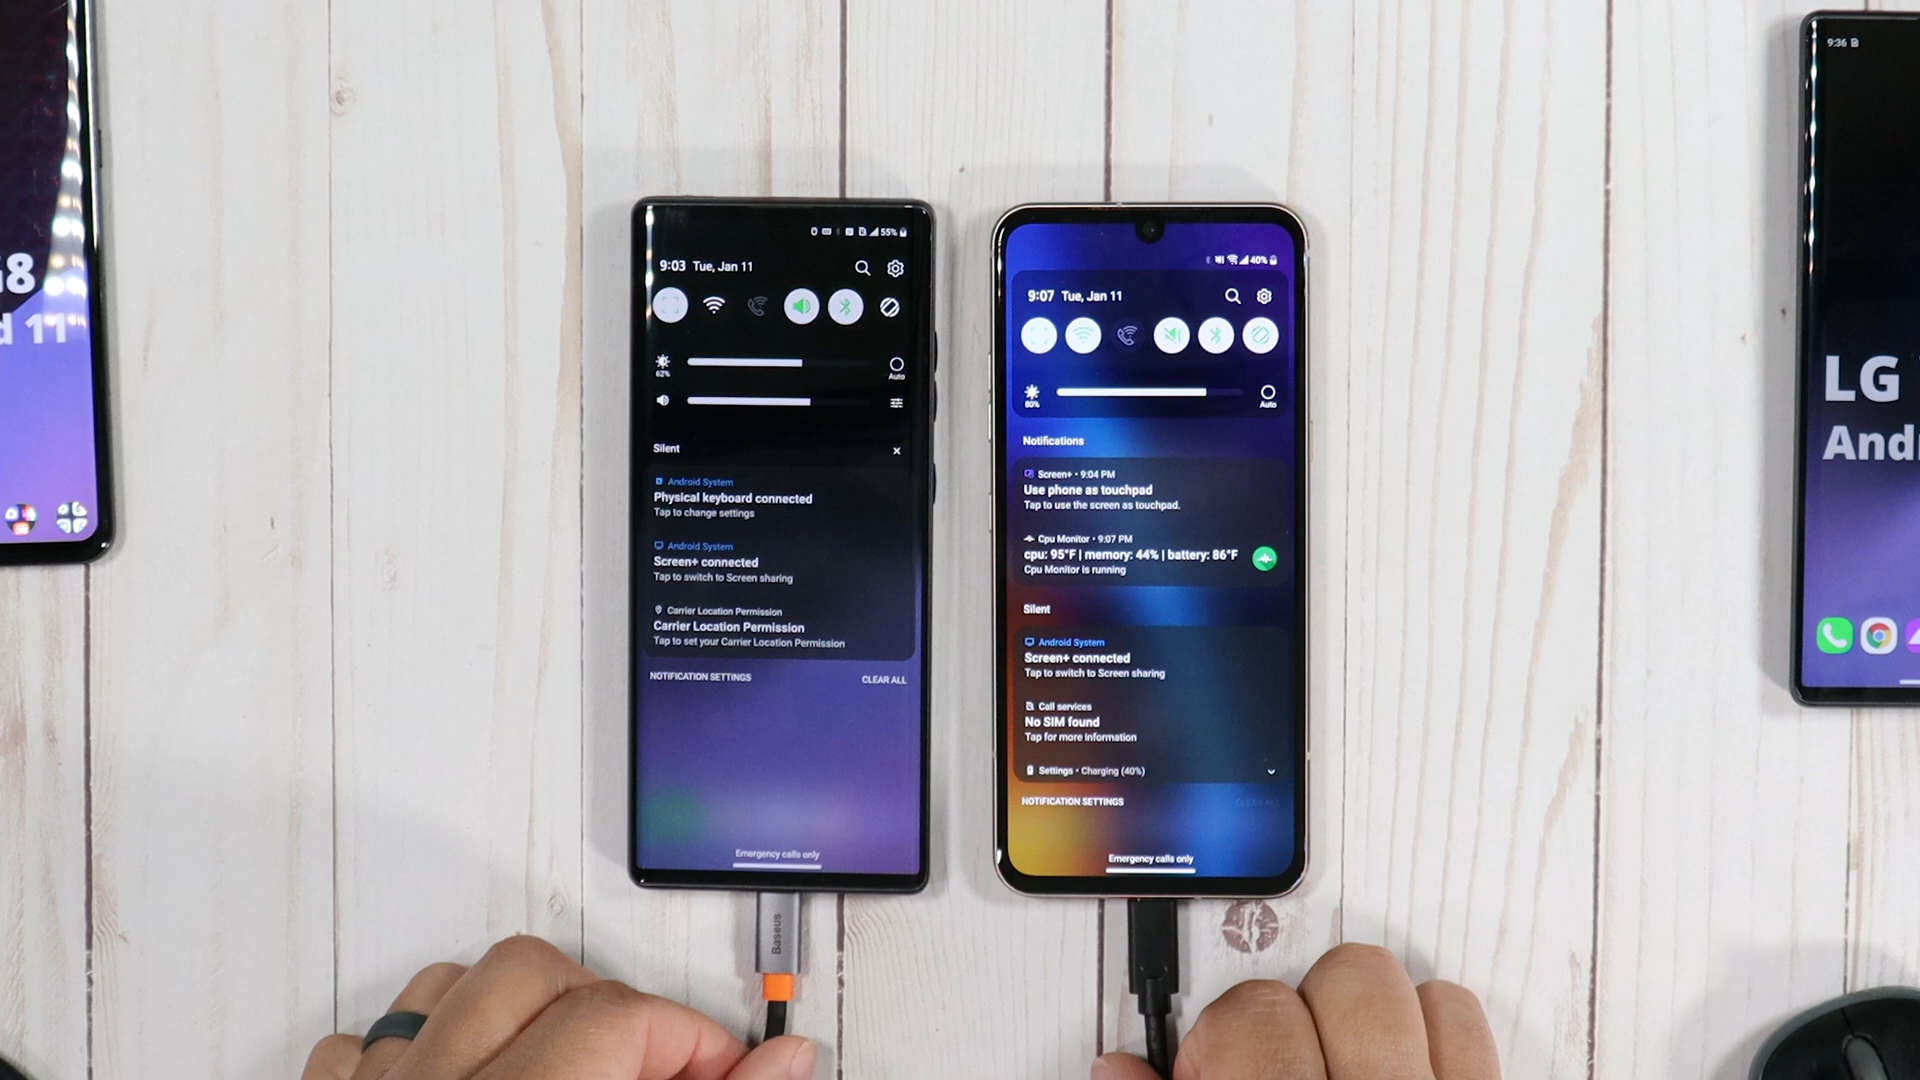 G8
d 11
55%
9:03 Tue, Jan 11
62%
Auto
Silent
Android System
Physical keyboard connected
Tap to change settings
Android System
Screen+ connected
Tap to switch to Screen sharing
Carrier Location Permission
Carrier Location Permission
Tap to set your Carrier Location Permission
NOTIFICATION SETTINGS CLEAR ALL
Emergency calls only
Baseus
40%
9:07 Tue, Jan 11
80%
Auto
Notifications
Screen+ • 9:04 PM
Use phone as touchpad
Tap to use the screen as touchpad.
Cpu Monitor • 9:07 PM
cpu: 95°F | memory: 44% | battery: 86°F
Cpu Monitor is running
Silent
Android System
Screen+ connected
Tap to switch to Screen sharing
Call services
No SIM found
Tap for more information
Settings • Charging (40%)
NOTIFICATION SETTINGS CLEAR ALL
Emergency calls only
9:36
LG
And